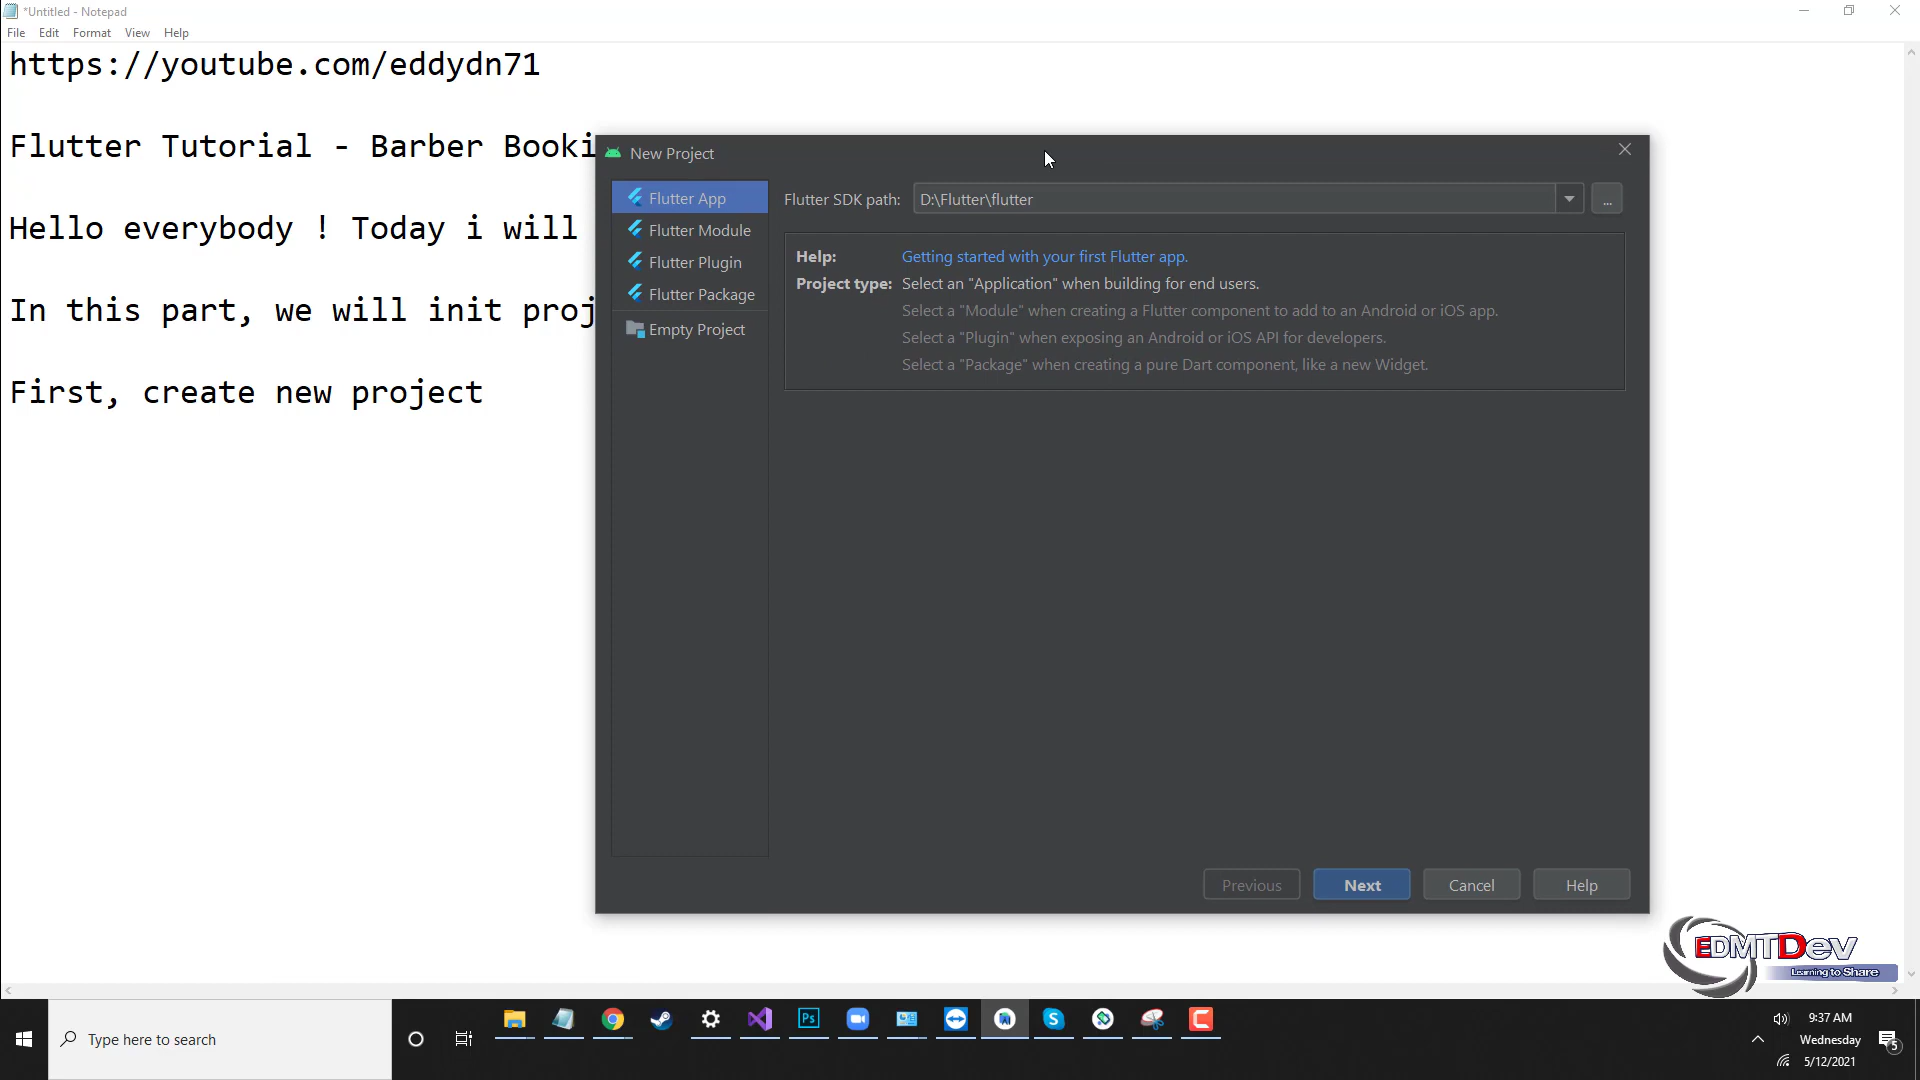 *Untitled - Notepad
File Edit Format View Help
https://youtube.com/eddydn71
Flutter Tutorial - Barber Booki
Hello everybody ! Today i will
In this part, we will init proj
First, create new project
New Project
Flutter App
Flutter Module
Flutter Plugin
Flutter Package
Empty Project
Flutter SDK path: D:\Flutter\flutter ...
Help: Getting started with your first Flutter app.
Project type: Select an "Application" when building for end users.
Select a "Module" when creating a Flutter component to add to an Android or iOS app.
Select a "Plugin" when exposing an Android or iOS API for developers.
Select a "Package" when creating a pure Dart component, like a new Widget.
Previous Next Cancel Help
EDMTDev
Learning to Share
Type here to search
Ps
9:37 AM
Wednesday
5/12/2021
5